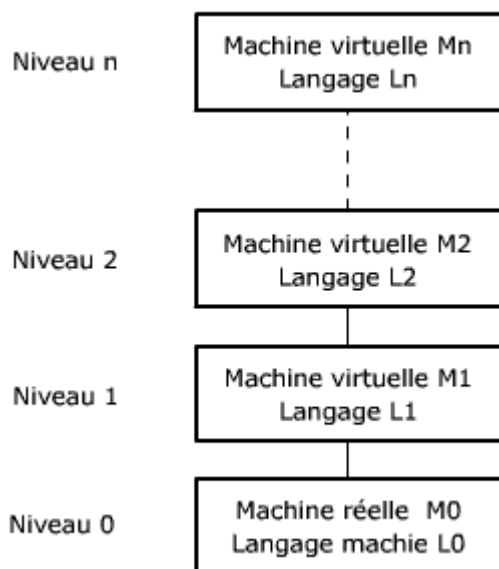 Niveau n
Machine virtuelle Mn
Langage Ln
Niveau 2
Machine virtuelle M2
Langage L2
Niveau 1
Machine virtuelle M1
Langage L1
Niveau 0
Machine réelle M0
Langage machie L0